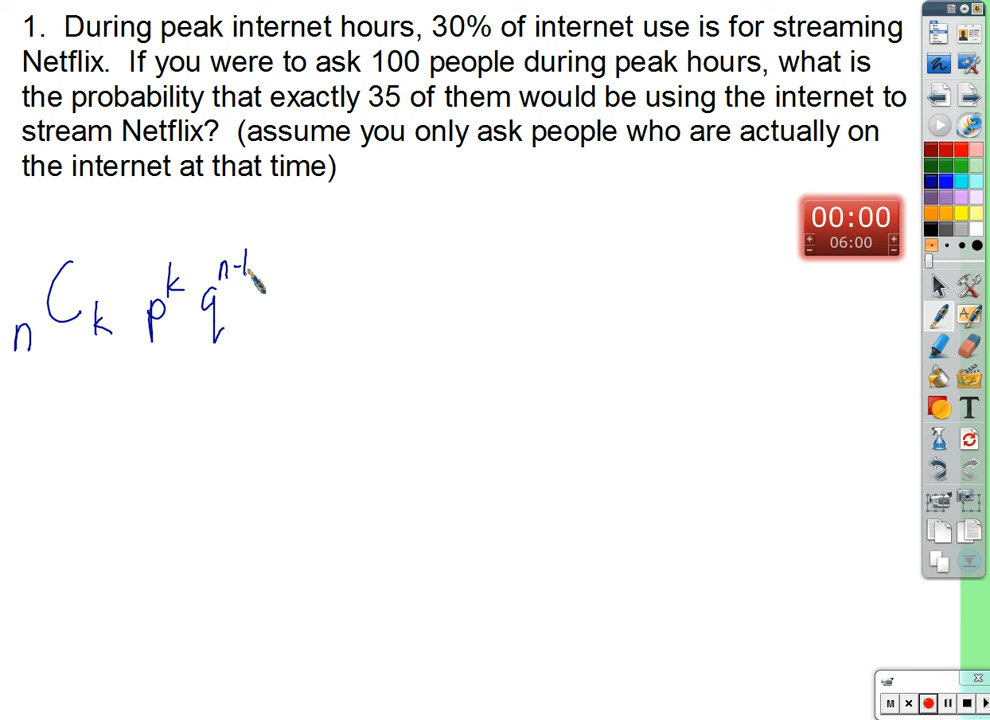 1. During peak internet hours, 30% of internet use is for streaming
Netflix. If you were to ask 100 people during peak hours, what is
the probability that exactly 35 of them would be using the internet to
stream Netflix? (assume you only ask people who are actually on
the internet at that time)
00:00
06:00
n C k p k q n-
T
M